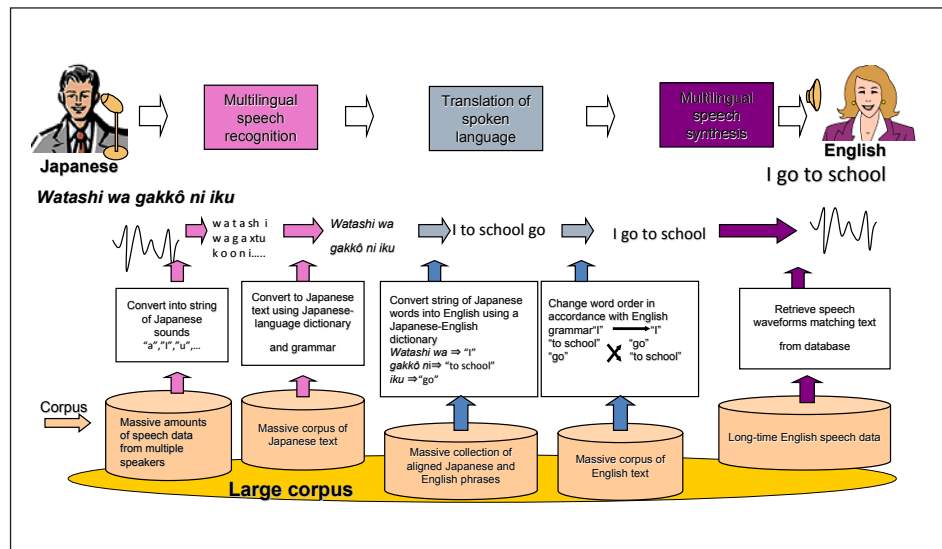 Multilingual
speech
recognition
Translation of
spoken
language
Multilingual
speech
synthesis
Japanese
English
I go to school
Watashi wa gakkô ni iku
w a t a sh i
w a g a xtu
k o o n i.....
Watashi wa
gakkô ni iku
I to school go
I go to school
Convert into string
of Japanese
sounds
“a”,”I”,”u”,...
Convert to Japanese
text using Japanese-
language dictionary
and grammar
Convert string of Japanese
words into English using a
Japanese-English
dictionary
Watashi wa ⇒ “I”
gakkô ni⇒ “to school”
iku ⇒“go”
Change word order in
accordance with English
grammar“I” “I”
“to school” “go”
“go” “to school”
Retrieve speech
waveforms matching text
from database
Corpus
Massive amounts
of speech data
from multiple
speakers
Massive corpus of
Japanese text
Massive collection of
aligned Japanese and
English phrases
Massive corpus of
English text
Long-time English speech data
Large corpus